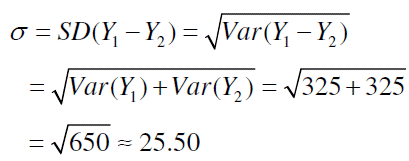 σ = SD(Y₁ − Y₂) = √Var(Y₁ − Y₂)
= √Var(Y₁) + Var(Y₂) = √325 + 325
= √650 ≈ 25.50